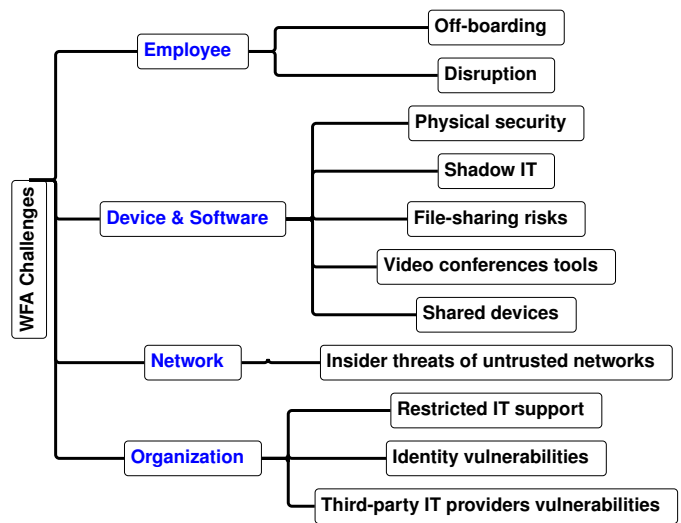 WFA Challenges
Employee
Off-boarding
Disruption
Device & Software
Physical security
Shadow IT
File-sharing risks
Video conferences tools
Shared devices
Network
Insider threats of untrusted networks
Organization
Restricted IT support
Identity vulnerabilities
Third-party IT providers vulnerabilities